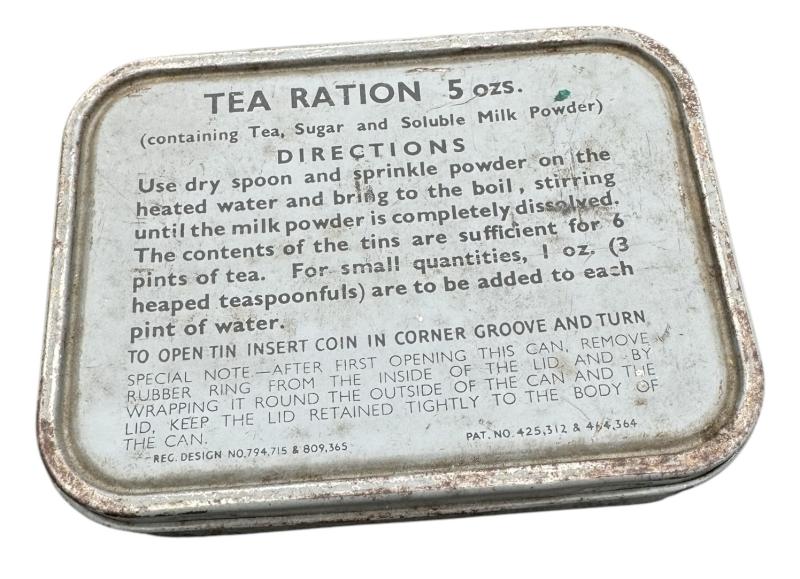 TEA RATION 5 ozs.
(containing Tea, Sugar and Soluble Milk Powder)
DIRECTIONS
Use dry spoon and sprinkle powder on the
heated water and bring to the boil, stirring
until the milk powder is completely dissolved.
The contents of the tins are sufficient for 6
pints of tea. For small quantities, 1 oz. (3
heaped teaspoonfuls) are to be added to each
pint of water.
TO OPEN TIN INSERT COIN IN CORNER GROOVE AND TURN
SPECIAL NOTE—AFTER FIRST OPENING THIS CAN, REMOVE
RUBBER RING FROM THE INSIDE OF THE LID AND BY
WRAPPING IT ROUND THE OUTSIDE OF THE CAN AND THE
LID, KEEP THE LID RETAINED TIGHTLY TO THE BODY OF
THE CAN.
REG. DESIGN NO. 794,715 & 809,365 PAT. NO. 425,312 & 464,364